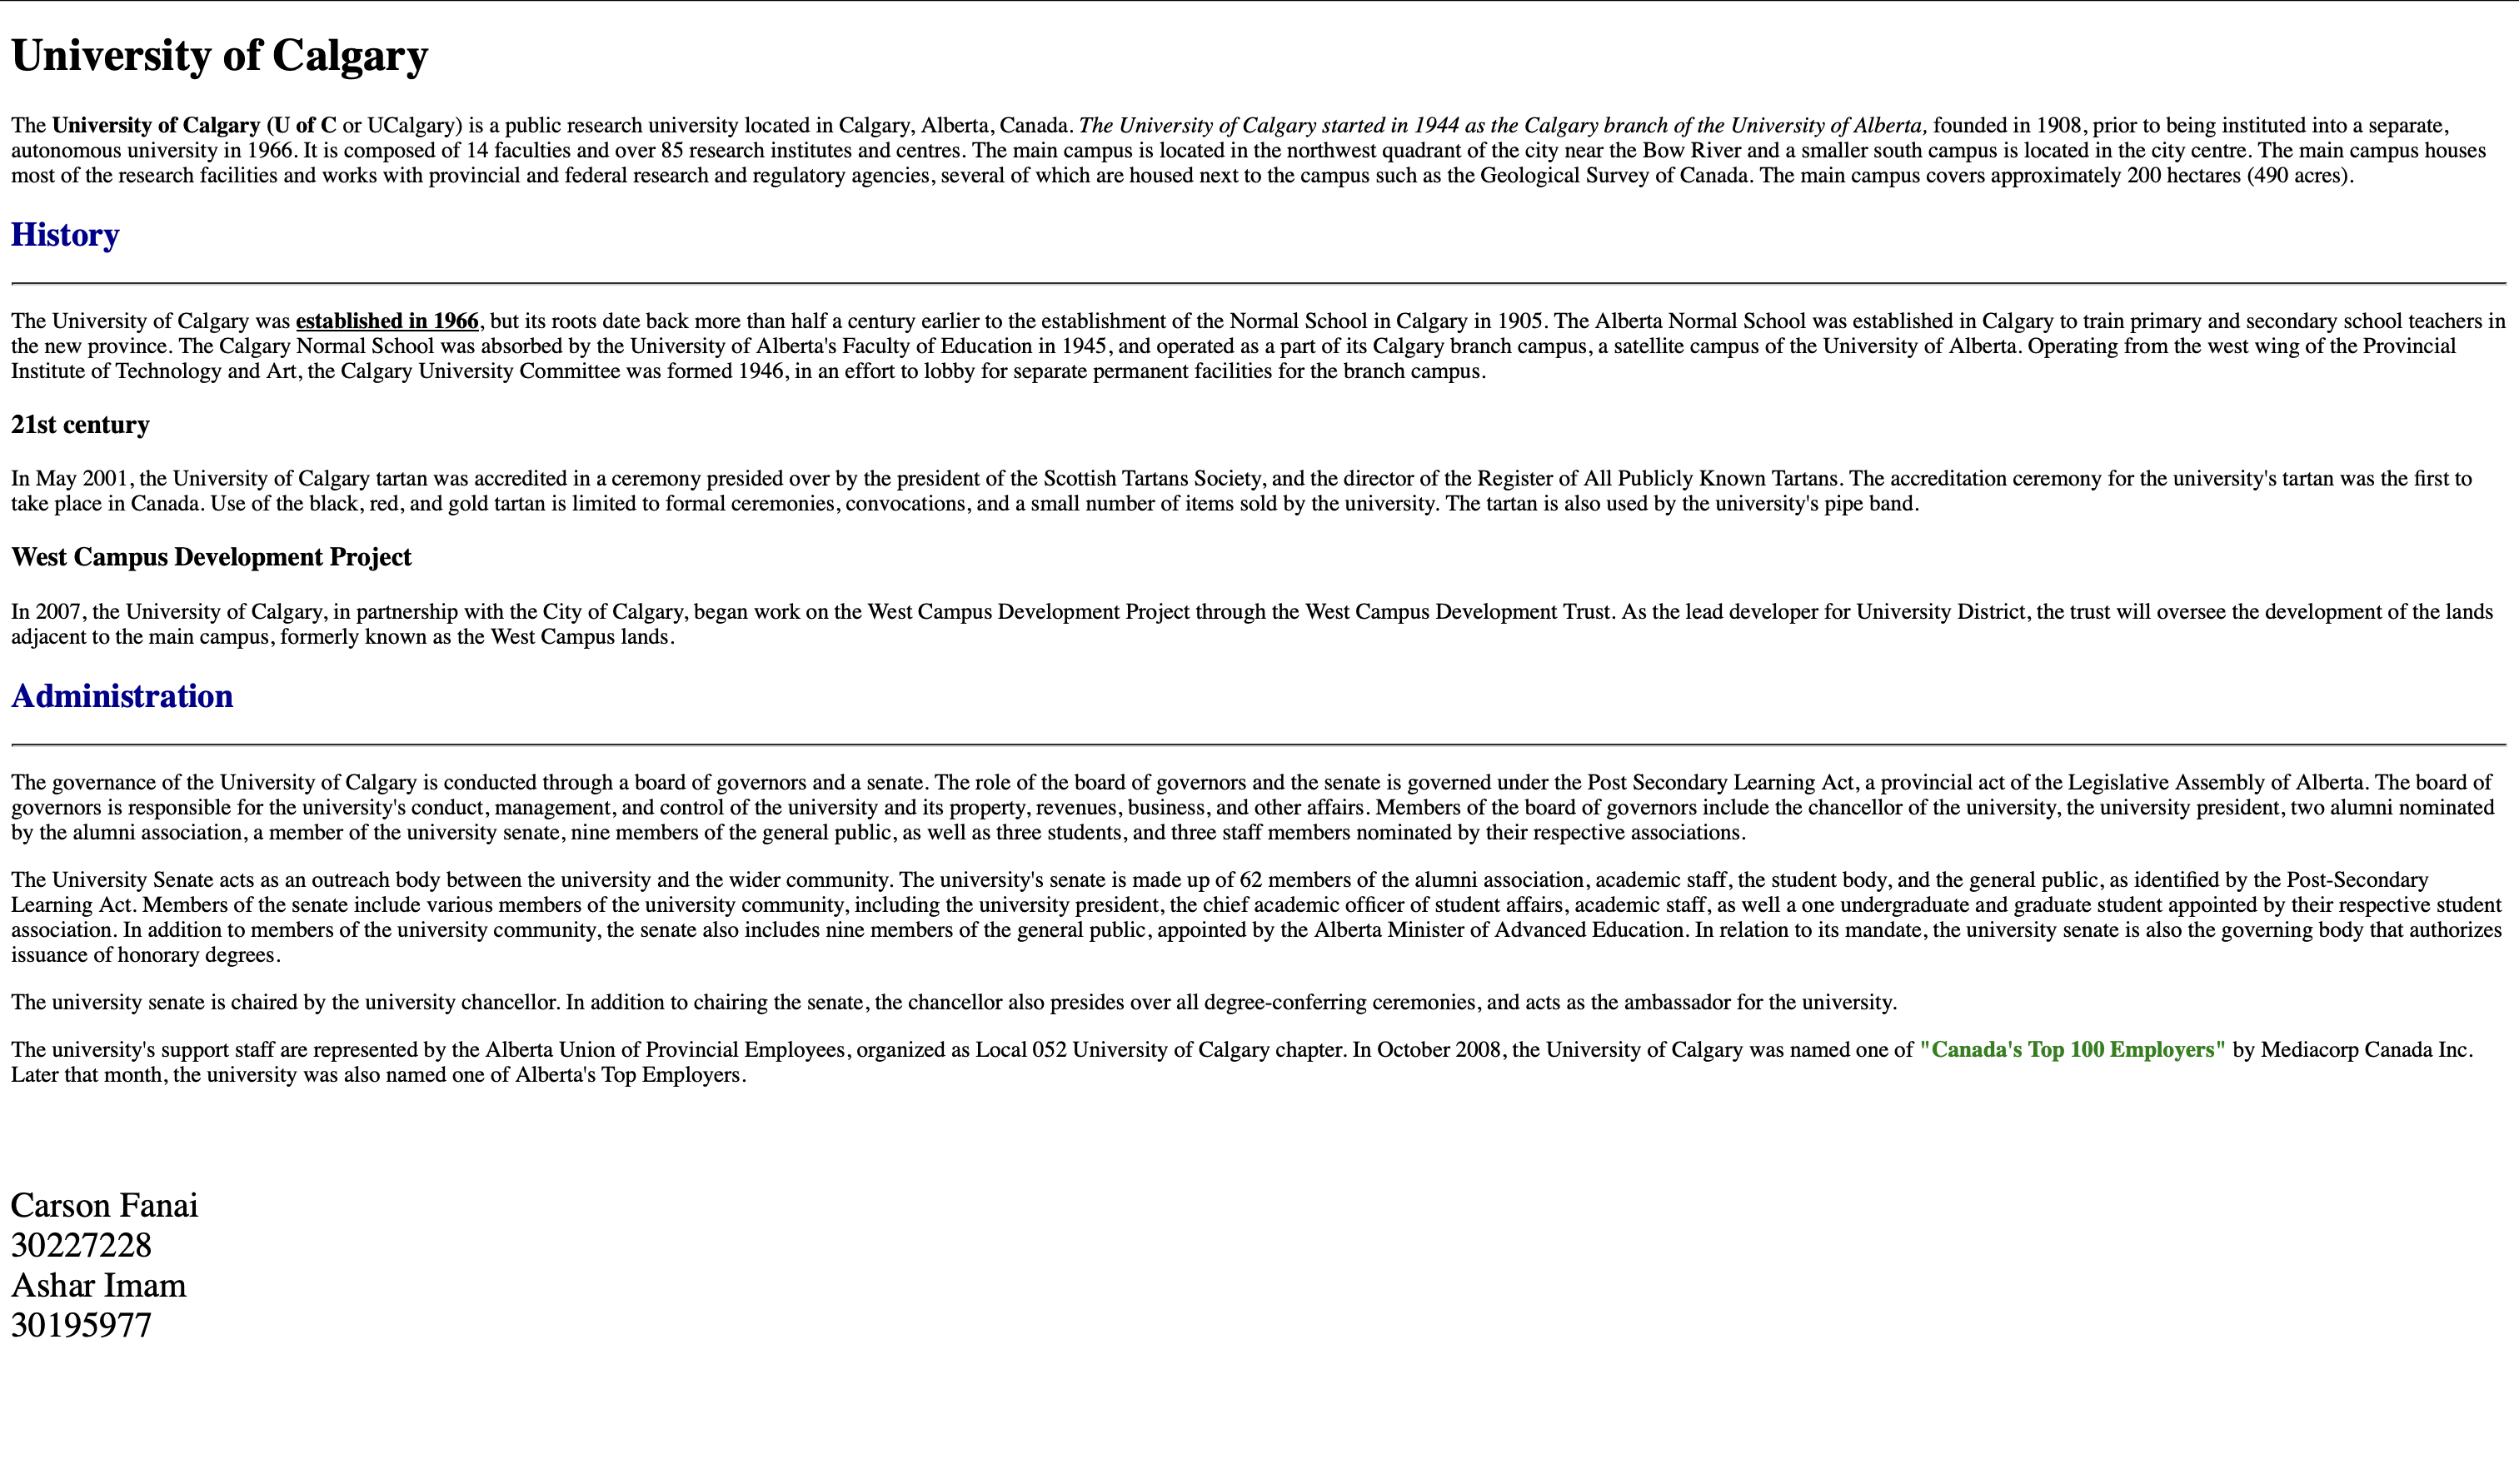 University of Calgary
The University of Calgary (U of C or UCalgary) is a public research university located in Calgary, Alberta, Canada. The University of Calgary started in 1944 as the Calgary branch of the University of Alberta, founded in 1908, prior to being instituted into a separate,
autonomous university in 1966. It is composed of 14 faculties and over 85 research institutes and centres. The main campus is located in the northwest quadrant of the city near the Bow River and a smaller south campus is located in the city centre. The main campus houses
most of the research facilities and works with provincial and federal research and regulatory agencies, several of which are housed next to the campus such as the Geological Survey of Canada. The main campus covers approximately 200 hectares (490 acres).
History
The University of Calgary was established in 1966, but its roots date back more than half a century earlier to the establishment of the Normal School in Calgary in 1905. The Alberta Normal School was established in Calgary to train primary and secondary school teachers in
the new province. The Calgary Normal School was absorbed by the University of Alberta's Faculty of Education in 1945, and operated as a part of its Calgary branch campus, a satellite campus of the University of Alberta. Operating from the west wing of the Provincial
Institute of Technology and Art, the Calgary University Committee was formed 1946, in an effort to lobby for separate permanent facilities for the branch campus.
21st century
In May 2001, the University of Calgary tartan was accredited in a ceremony presided over by the president of the Scottish Tartans Society, and the director of the Register of All Publicly Known Tartans. The accreditation ceremony for the university's tartan was the first to
take place in Canada. Use of the black, red, and gold tartan is limited to formal ceremonies, convocations, and a small number of items sold by the university. The tartan is also used by the university's pipe band.
West Campus Development Project
In 2007, the University of Calgary, in partnership with the City of Calgary, began work on the West Campus Development Project through the West Campus Development Trust. As the lead developer for University District, the trust will oversee the development of the lands
adjacent to the main campus, formerly known as the West Campus lands.
Administration
The governance of the University of Calgary is conducted through a board of governors and a senate. The role of the board of governors and the senate is governed under the Post Secondary Learning Act, a provincial act of the Legislative Assembly of Alberta. The board of
governors is responsible for the university's conduct, management, and control of the university and its property, revenues, business, and other affairs. Members of the board of governors include the chancellor of the university, the university president, two alumni nominated
by the alumni association, a member of the university senate, nine members of the general public, as well as three students, and three staff members nominated by their respective associations.
The University Senate acts as an outreach body between the university and the wider community. The university's senate is made up of 62 members of the alumni association, academic staff, the student body, and the general public, as identified by the Post-Secondary
Learning Act. Members of the senate include various members of the university community, including the university president, the chief academic officer of student affairs, academic staff, as well a one undergraduate and graduate student appointed by their respective student
association. In addition to members of the university community, the senate also includes nine members of the general public, appointed by the Alberta Minister of Advanced Education. In relation to its mandate, the university senate is also the governing body that authorizes
issuance of honorary degrees.
The university senate is chaired by the university chancellor. In addition to chairing the senate, the chancellor also presides over all degree-conferring ceremonies, and acts as the ambassador for the university.
The university's support staff are represented by the Alberta Union of Provincial Employees, organized as Local 052 University of Calgary chapter. In October 2008, the University of Calgary was named one of "Canada's Top 100 Employers" by Mediacorp Canada Inc.
Later that month, the university was also named one of Alberta's Top Employers.
Carson Fanai
30227228
Ashar Imam
30195977